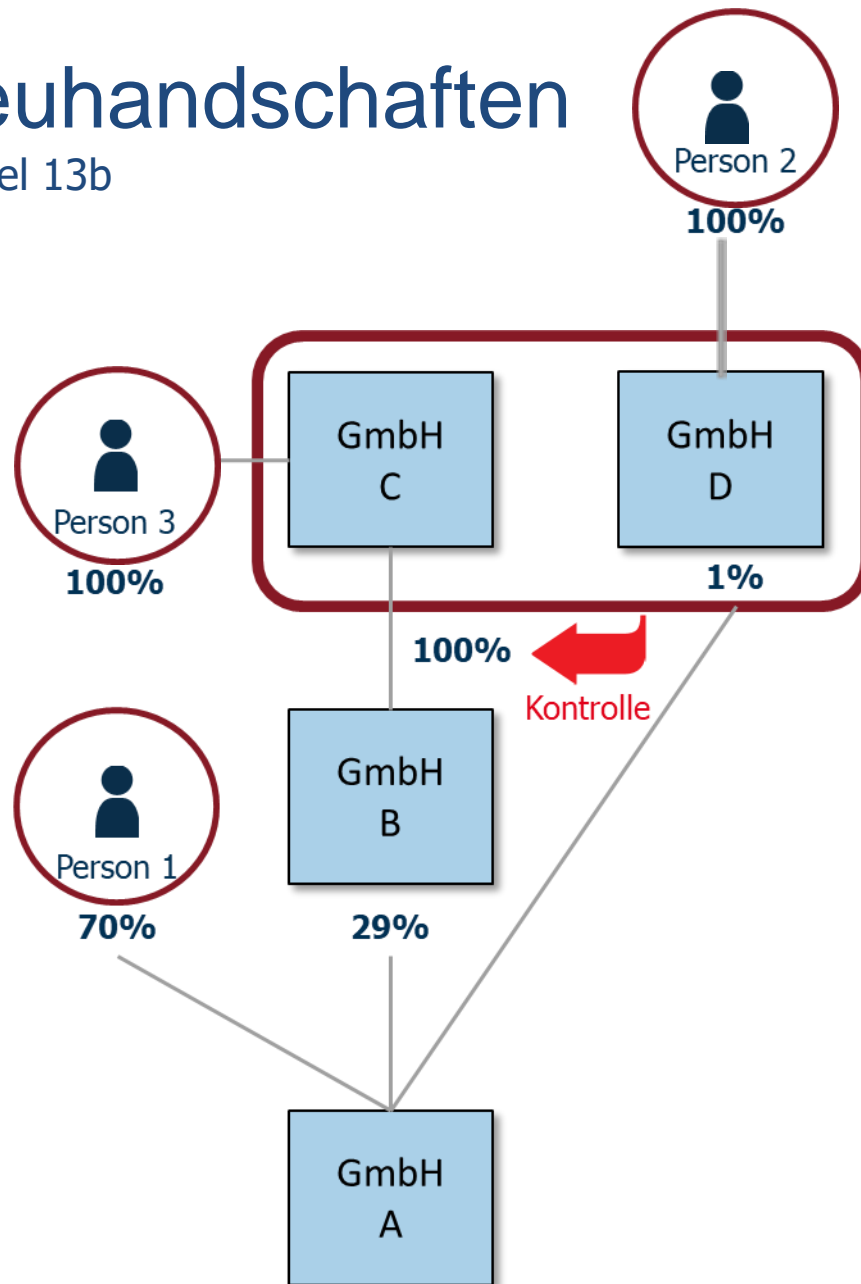 euhandschaften
el 13b
Person 2
100%
GmbH
C
GmbH
D
Person 3
100%
1%
100%
Kontrolle
GmbH
B
Person 1
70%
29%
GmbH
A